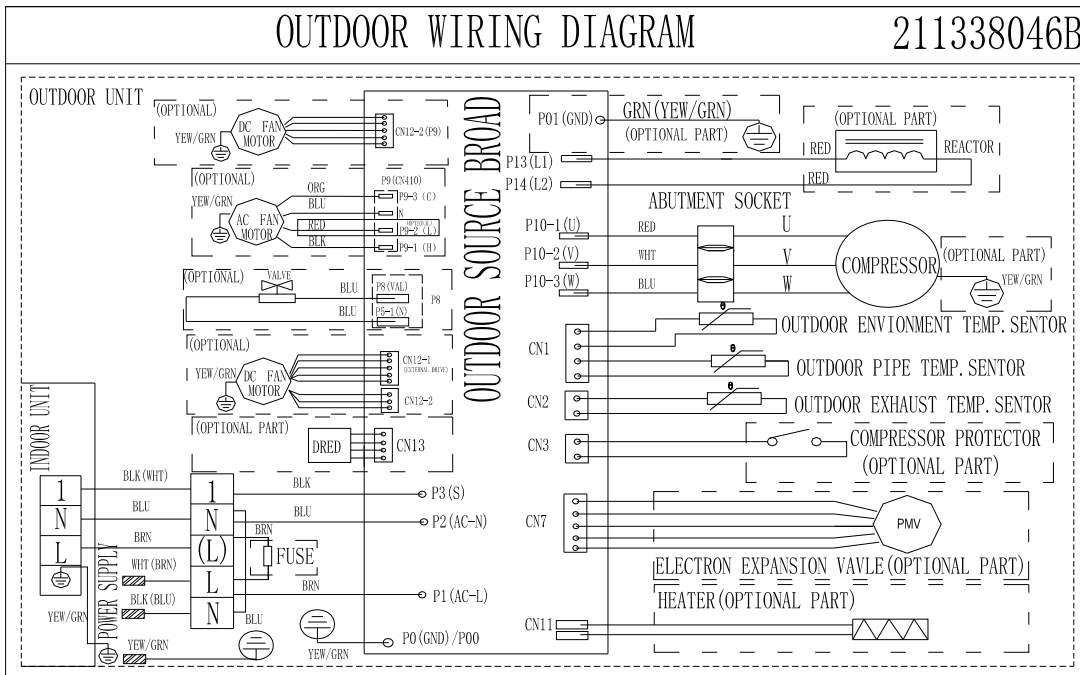 OUTDOOR WIRING DIAGRAM
211338046B
OUTDOOR UNIT
(OPTIONAL)
YEW/GRN
DC FAN
MOTOR
CN12-2(P9)
(OPTIONAL)
YEW/GRN
AC FAN
MOTOR
ORG
BLU
RED
BLK
P9(CN410)
P9-3 (C)
N
(OPTIONAL)
P9-2 (L)
P9-1 (H)
(OPTIONAL)
VALVE
BLU
BLU
P8(VAL)
P5-1(N)
P8
(OPTIONAL)
YEW/GRN
DC FAN
MOTOR
CN12-1
(EXTERNAL DRIVE)
CN12-2
(OPTIONAL PART)
DRED
CN13
INDOOR UNIT
1
N
L
YEW/GRN
BLK(WHT)
BLU
BRN
WHT(BRN)
BLK(BLU)
YEW/GRN
POWER SUPPLY
1
N
(L)
L
N
BLK
BLU
BRN
FUSE
BRN
BLU
YEW/GRN
P3(S)
P2(AC-N)
P1(AC-L)
P0(GND)/P00
OUTDOOR SOURCE BROAD
P01(GND)
GRN(YEW/GRN)
(OPTIONAL PART)
P13(L1)
P14(L2)
RED
RED
(OPTIONAL PART)
REACTOR
ABUTMENT SOCKET
P10-1(U)
P10-2(V)
P10-3(W)
RED
WHT
BLU
U
V
W
COMPRESSOR
(OPTIONAL PART)
YEW/GRN
CN1
θ
OUTDOOR ENVIONMENT TEMP.SENTOR
θ
OUTDOOR PIPE TEMP.SENTOR
CN2
θ
OUTDOOR EXHAUST TEMP.SENTOR
CN3
COMPRESSOR PROTECTOR
(OPTIONAL PART)
CN7
PMV
ELECTRON EXPANSION VAVLE(OPTIONAL PART)
HEATER(OPTIONAL PART)
CN11